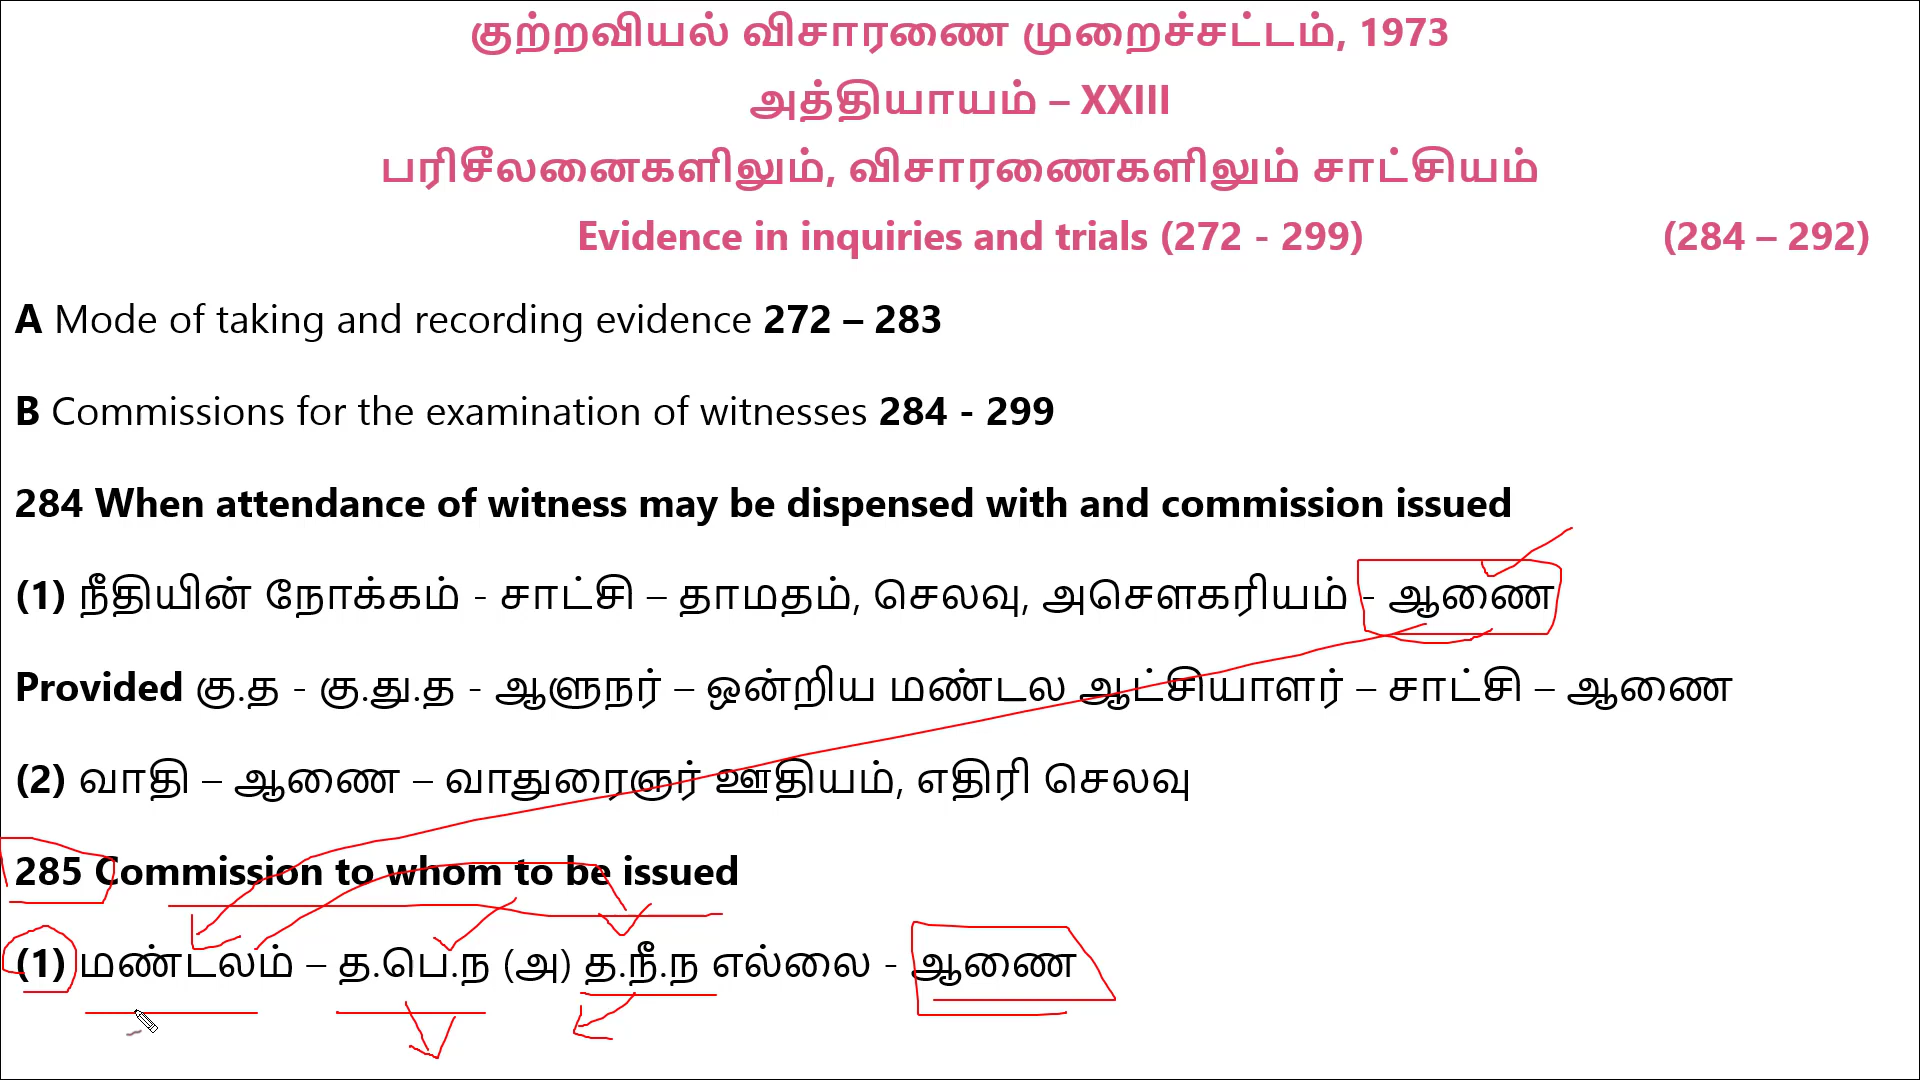 குற்றவியல் விசாரணை முறைச்சட்டம், 1973
அத்தியாயம் – XXIII
பரிசீலனைகளிலும், விசாரணைகளிலும் சாட்சியம்
Evidence in inquiries and trials (272 - 299) (284 – 292)
A Mode of taking and recording evidence 272 – 283
B Commissions for the examination of witnesses 284 - 299
284 When attendance of witness may be dispensed with and commission issued
(1) நீதியின் நோக்கம் - சாட்சி – தாமதம், செலவு, அசௌகரியம் - ஆணை
Provided கு.த - கு.து.த - ஆளுநர் – ஒன்றிய மண்டல ஆட்சியாளர் – சாட்சி – ஆணை
(2) வாதி – ஆணை – வாதுரைஞர் ஊதியம், எதிரி செலவு
285 Commission to whom to be issued
(1) மண்டலம் – த.பெ.ந (அ) த.நீ.ந எல்லை - ஆணை